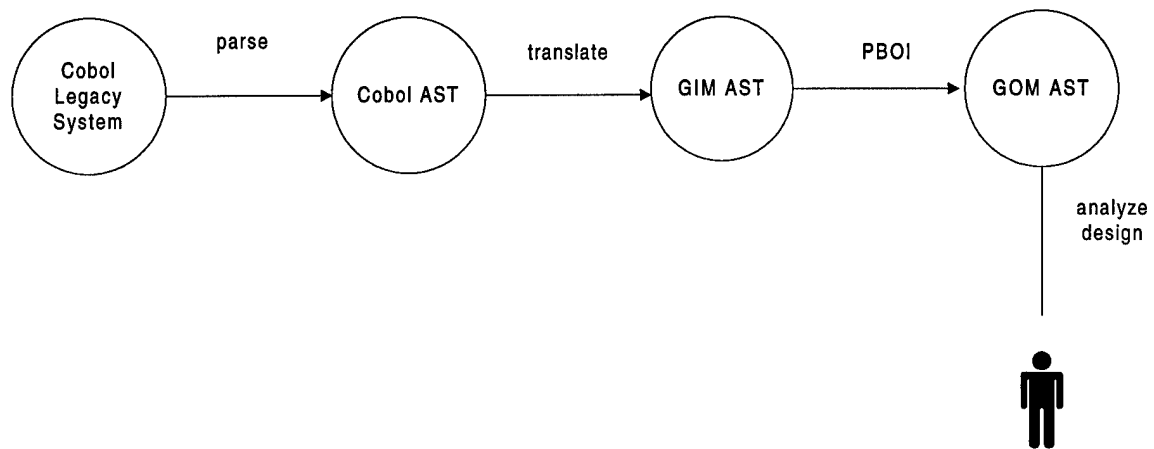 parse
translate
PBOI
Cobol
Legacy
System
Cobol AST
GIM AST
GOM AST
analyze
design